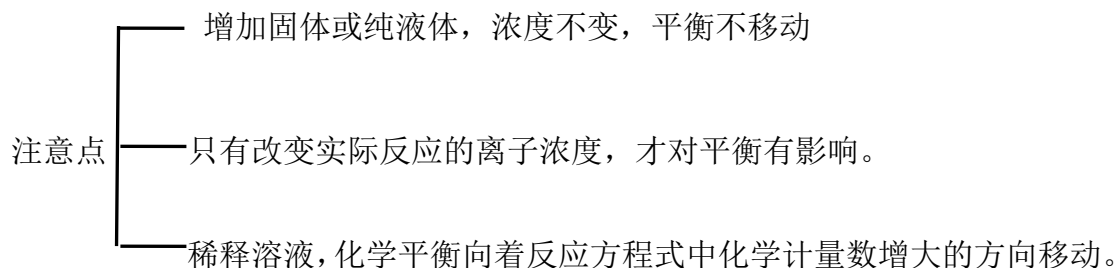 增加固体或纯液体，浓度不变，平衡不移动
注意点
只有改变实际反应的离子浓度，才对平衡有影响。
稀释溶液，化学平衡向着反应方程式中化学计量数增大的方向移动。